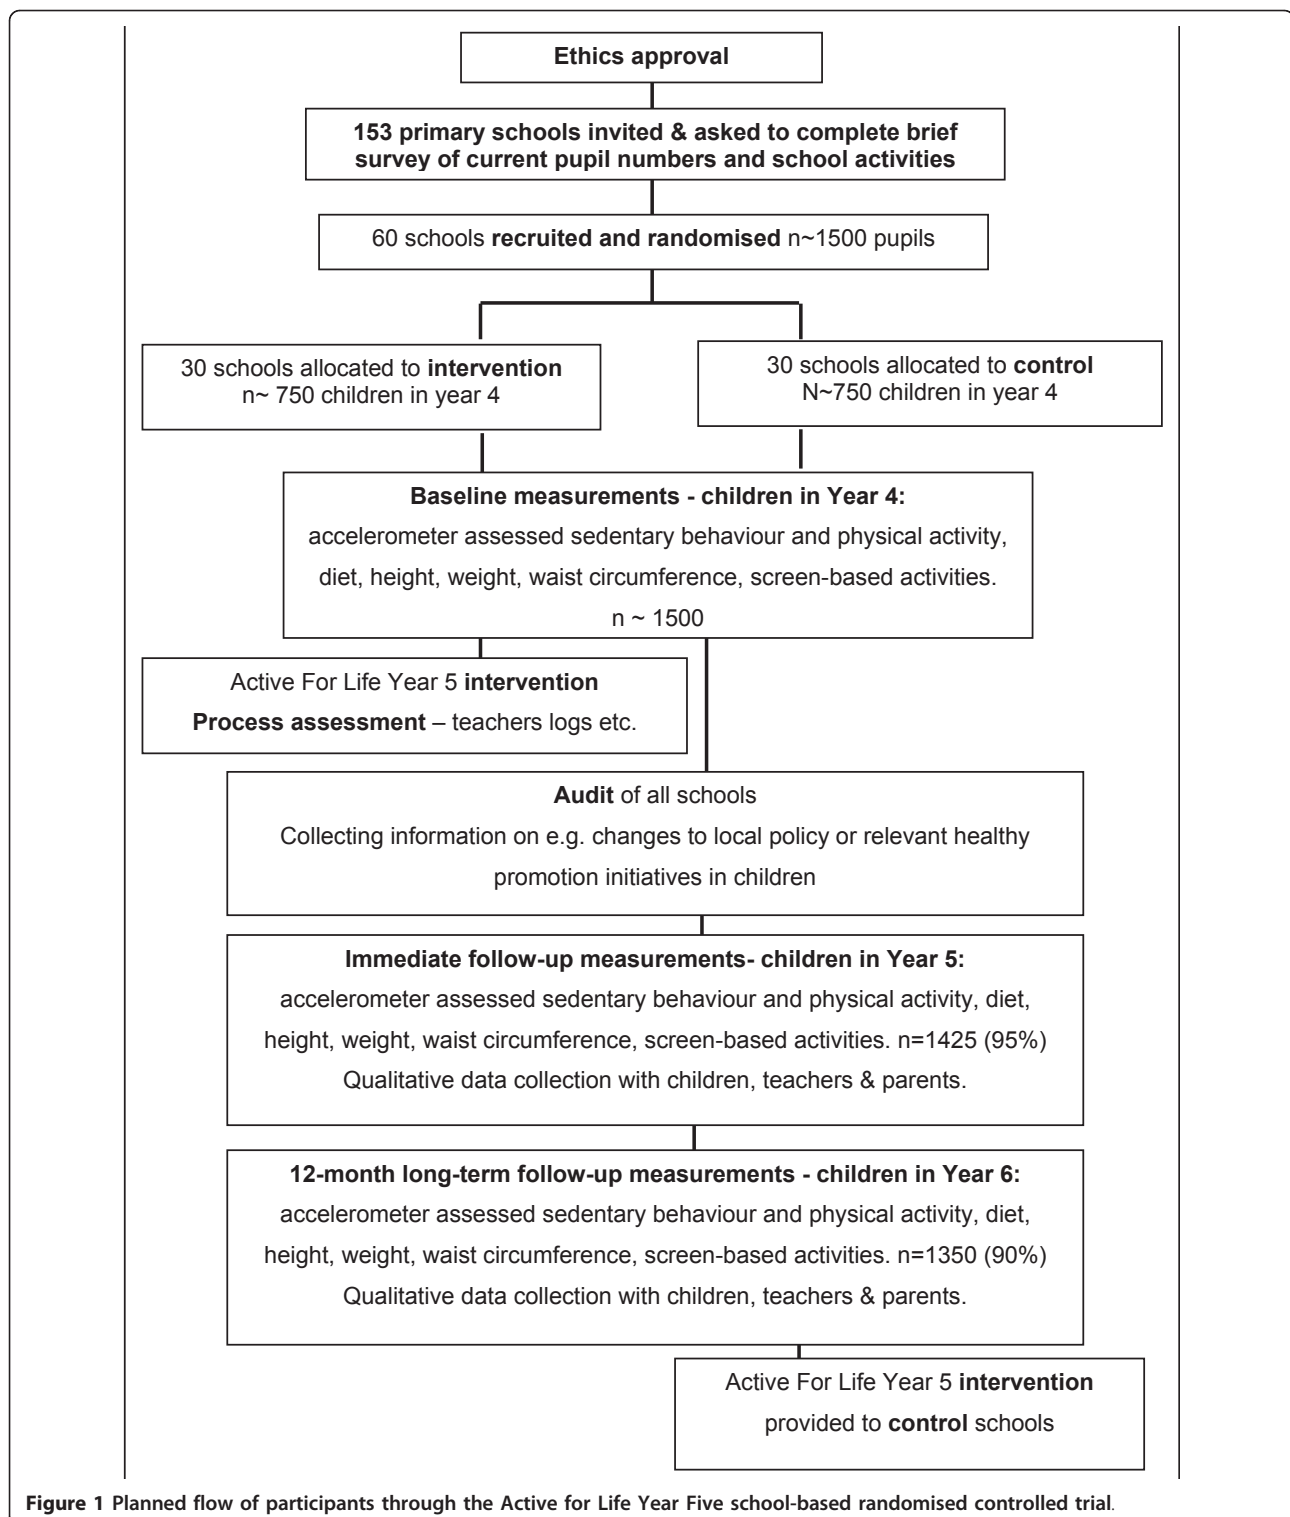 Ethics approval
153 primary schools invited & asked to complete brief
survey of current pupil numbers and school activities
60 schools recruited and randomised n~1500 pupils
30 schools allocated to intervention
n~ 750 children in year 4
30 schools allocated to control
N~750 children in year 4
Baseline measurements - children in Year 4:
accelerometer assessed sedentary behaviour and physical activity,
diet, height, weight, waist circumference, screen-based activities.
n ~ 1500
Active For Life Year 5 intervention
Process assessment – teachers logs etc.
Audit of all schools
Collecting information on e.g. changes to local policy or relevant healthy
promotion initiatives in children
Immediate follow-up measurements- children in Year 5:
accelerometer assessed sedentary behaviour and physical activity, diet,
height, weight, waist circumference, screen-based activities. n=1425 (95%)
Qualitative data collection with children, teachers & parents.
12-month long-term follow-up measurements - children in Year 6:
accelerometer assessed sedentary behaviour and physical activity, diet,
height, weight, waist circumference, screen-based activities. n=1350 (90%)
Qualitative data collection with children, teachers & parents.
Active For Life Year 5 intervention
provided to control schools
Figure 1 Planned flow of participants through the Active for Life Year Five school-based randomised controlled trial.